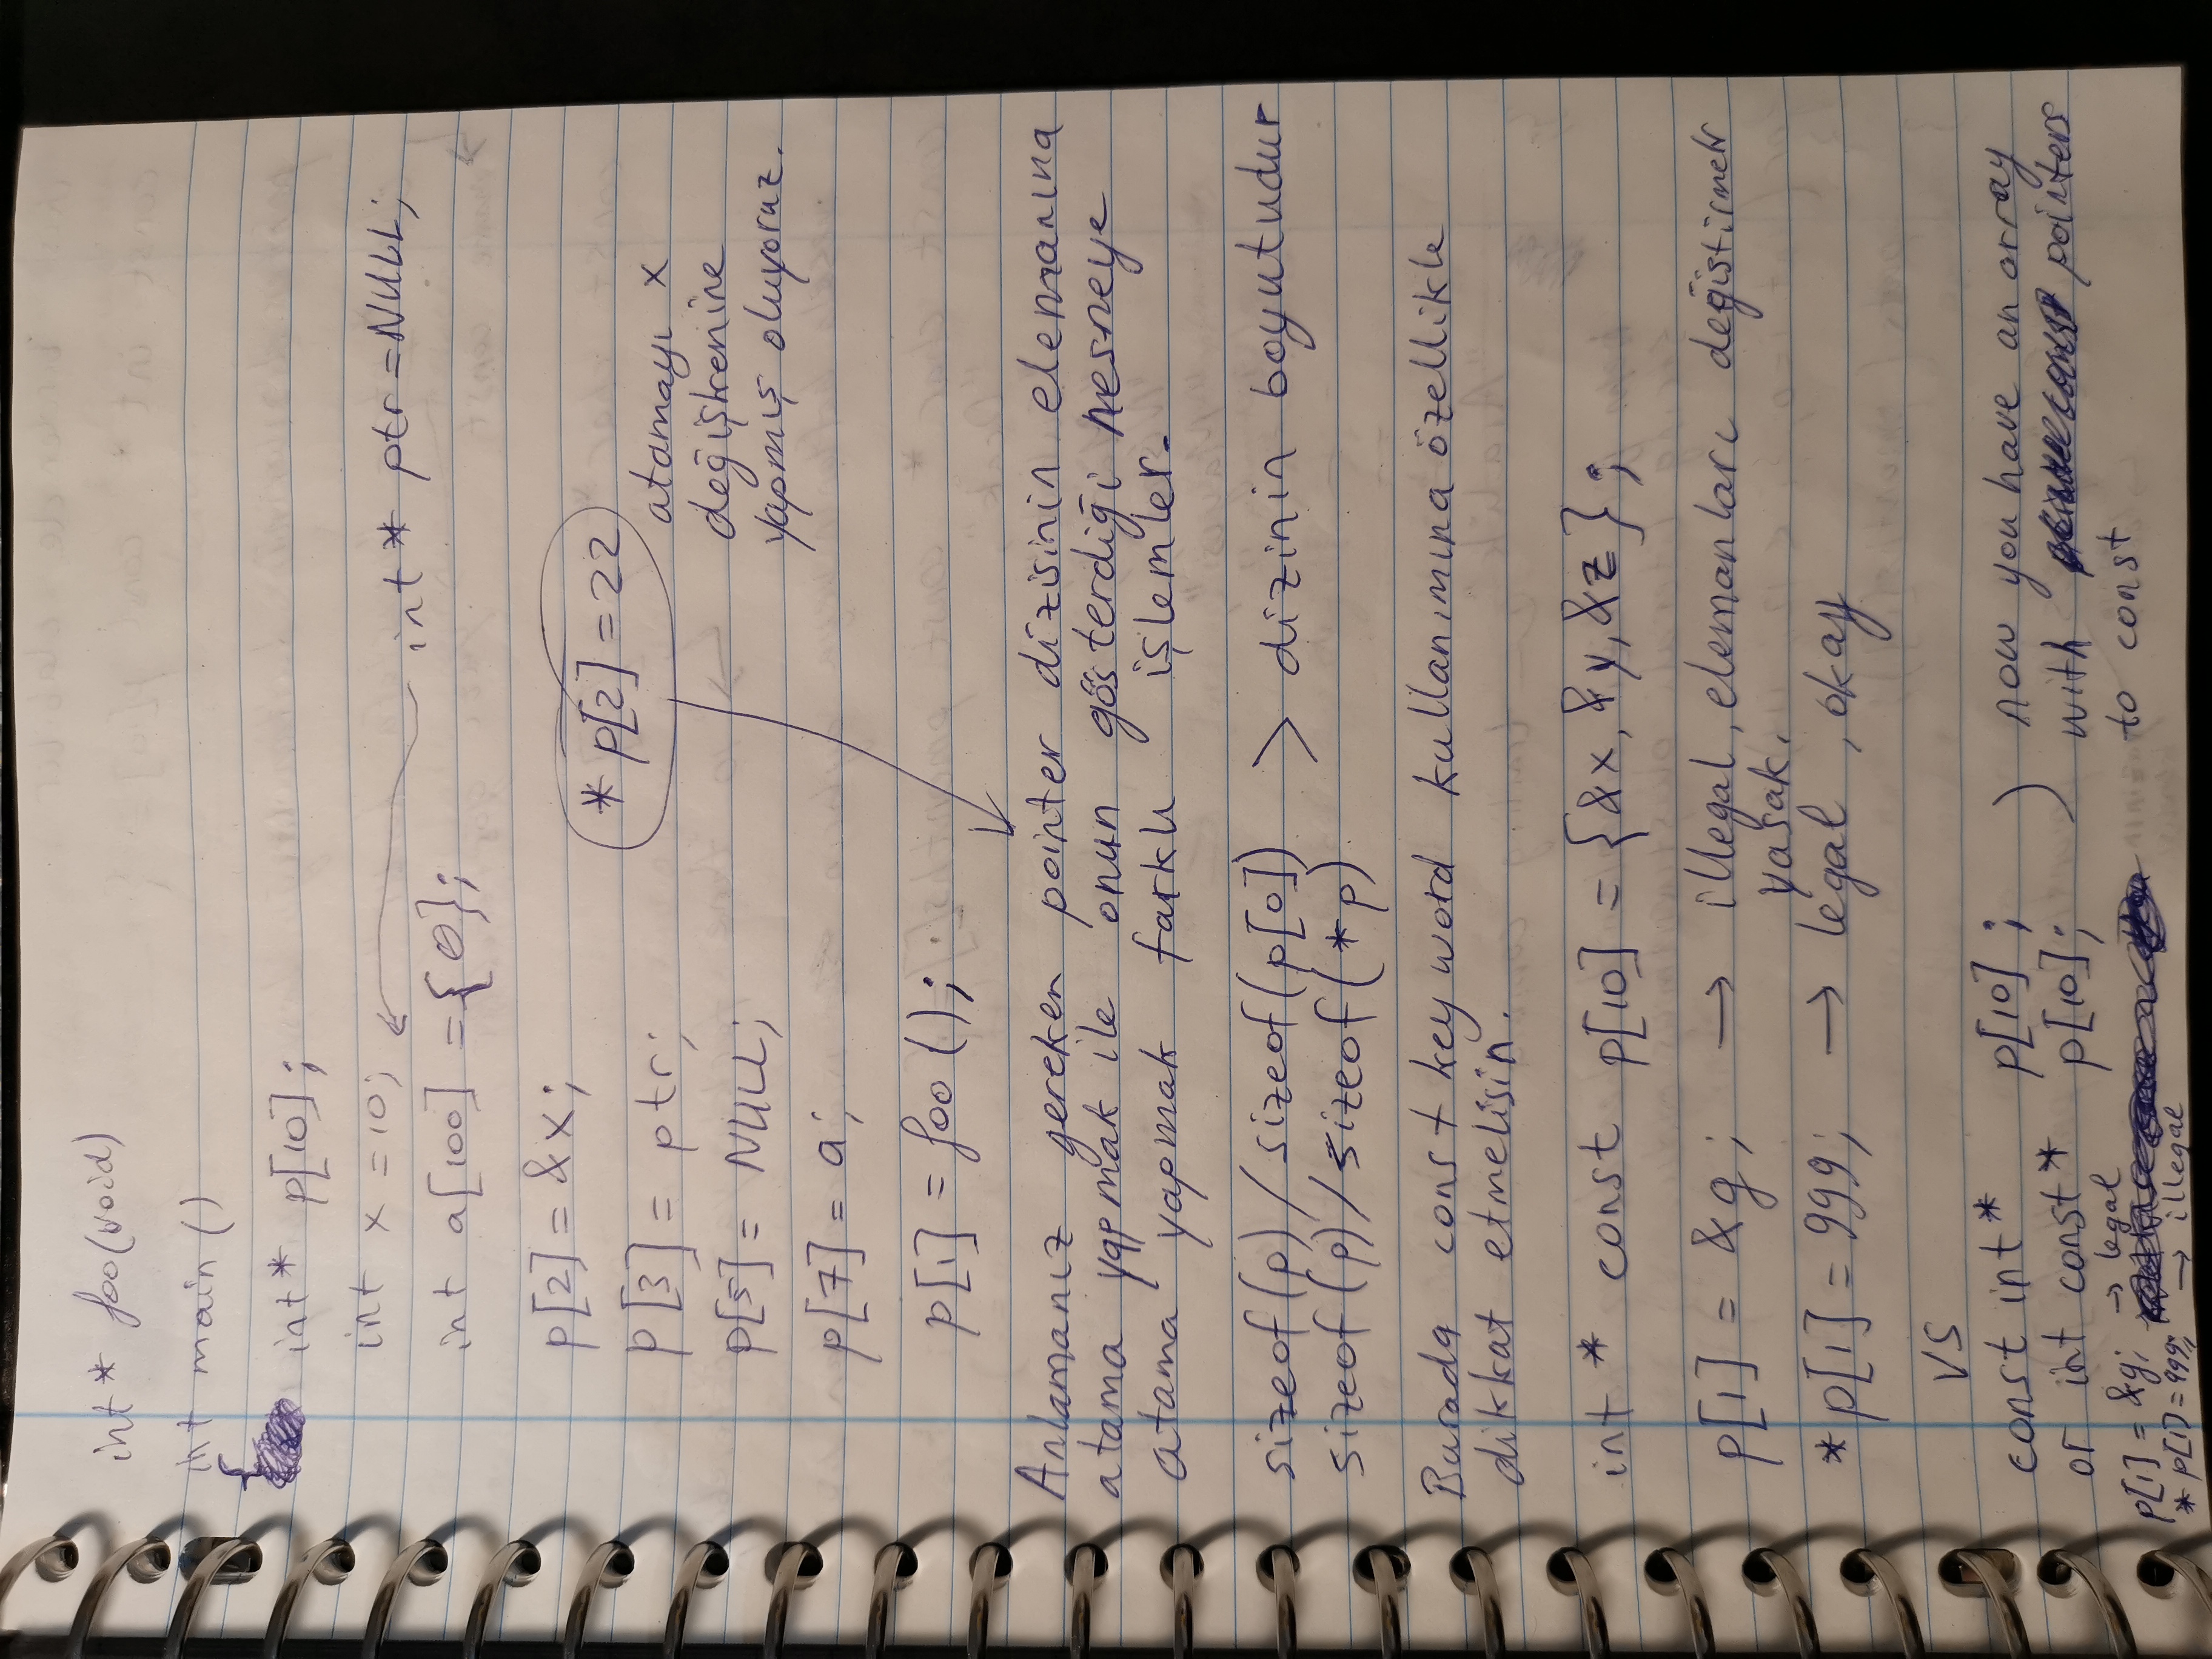 int* foo(void)
int main()
{
int* p[10];
int x =10;
int* ptr =NULL;
int a[100] ={0};
p[2] = &x;
* p[2] = 22
atamayı x
değişkenine
yapmış oluyoruz.
p[3] = ptr;
p[5] = NULL;
p[7] = a;
p[1] = foo();
Anlamanız gereken pointer dizisinin elemanına
atama yapmak ile onun gösterdiği nesneye
atama yapmak farklı işlemler.
sizeof(p)/sizeof(p[0]) > dizinin boyutudur
sizeof(p)/sizeof(*p)
Burada const keyword kullanımına özellikle
dikkat etmelisin.
int * const p[10] = {&x, &y, &z};
p[1] = &g; → illegal, elemanları değiştirmek
yasak.
*p[1] = 999; → legal, okay
VS
const int* p[10];
or int const* p[10];
now you have an array
with pointers
to const
p[1] = &g; → legal
* p[1] = 999; → illegal